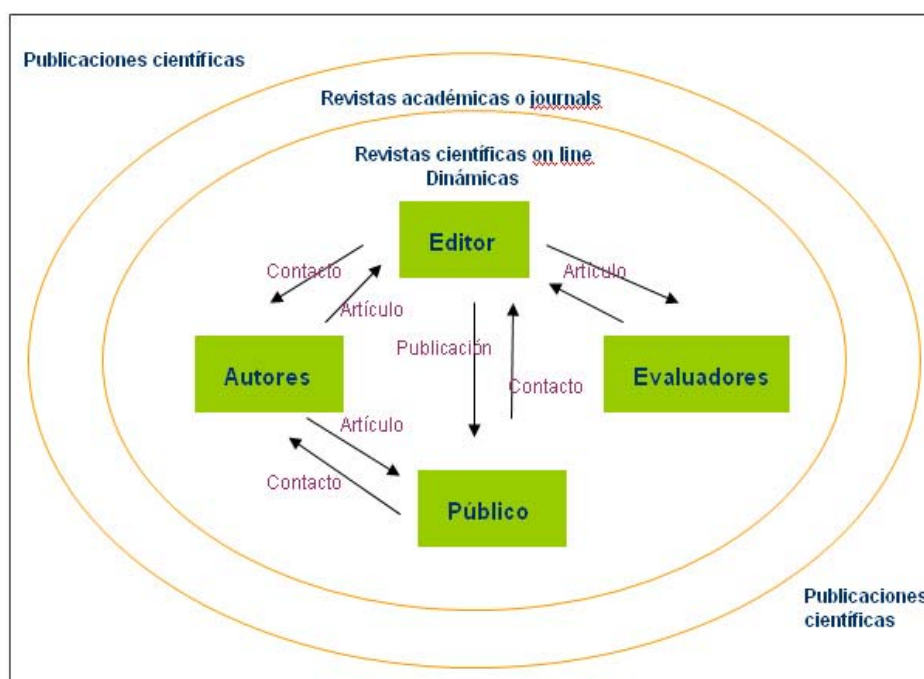 Publicaciones científicas
Revistas académicas o journals
Revistas científicas on line
Dinámicas
Editor
Contacto
Artículo
Artículo
Publicación
Autores
Evaluadores
Contacto
Artículo
Contacto
Público
Publicaciones
científicas